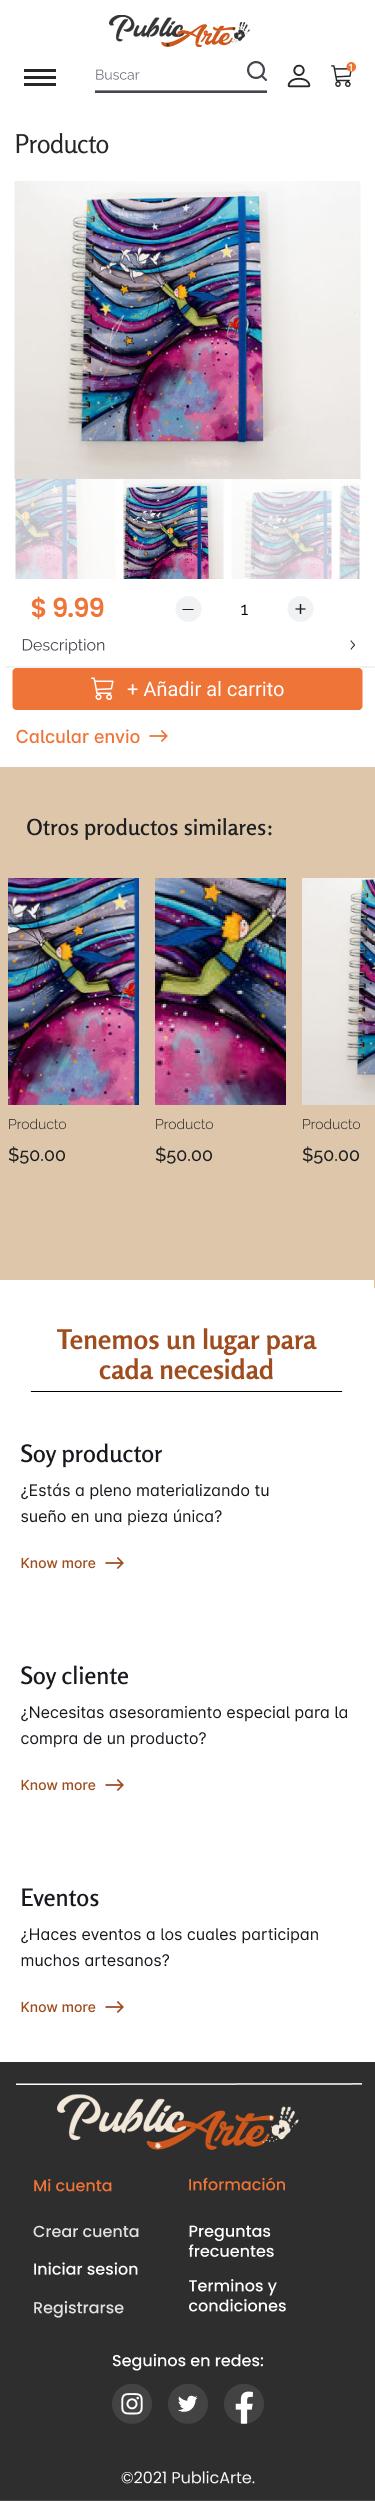 PublicArte
Buscar
1
Producto
$ 9.99
– 1 +
Description
+ Añadir al carrito
Calcular envio
Otros productos similares:
Producto Producto Producto
$50.00 $50.00 $50.00
Tenemos un lugar para
cada necesidad
Soy productor
¿Estás a pleno materializando tu
sueño en una pieza única?
Know more
Soy cliente
¿Necesitas asesoramiento especial para la
compra de un producto?
Know more
Eventos
¿Haces eventos a los cuales participan
muchos artesanos?
Know more
PublicArte
Mi cuenta
Crear cuenta
Iniciar sesion
Registrarse
Información
Preguntas
frecuentes
Terminos y
condiciones
Seguinos en redes:
©2021 PublicArte.